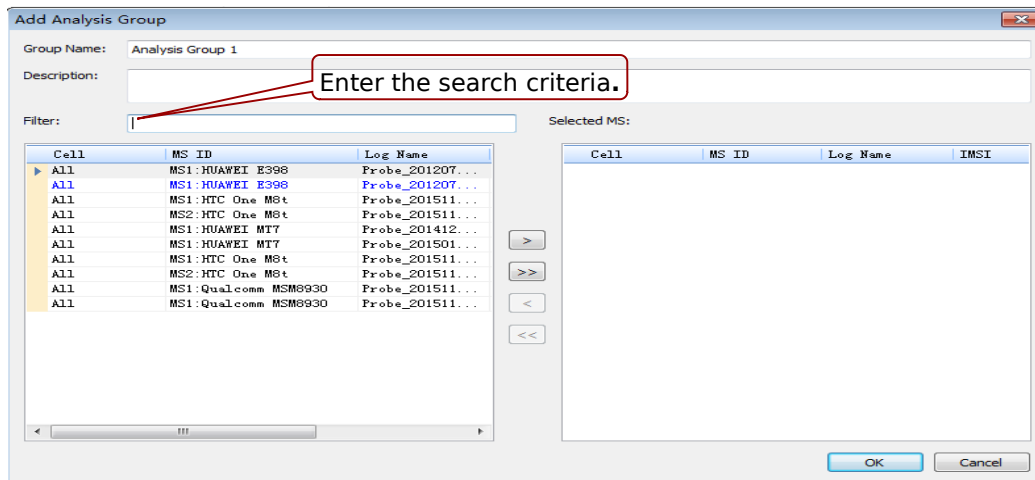 Add Analysis Group
Group Name: Analysis Group 1
Description:
Enter the search criteria.
Filter:
Selected MS:
Cell MS ID Log Name
All MS1:HUAWEI E398 Probe_201207...
All MS1:HUAWEI E398 Probe_201207...
All MS1:HTC One M8t Probe_201511...
All MS2:HTC One M8t Probe_201511...
All MS1:HUAWEI MT7 Probe_201412...
All MS1:HUAWEI MT7 Probe_201501...
All MS1:HTC One M8t Probe_201511...
All MS2:HTC One M8t Probe_201511...
All MS1:Qualcomm MSM8930 Probe_201511...
All MS1:Qualcomm MSM8930 Probe_201511...
>
>>
<
<<
Cell MS ID Log Name IMSI
OK Cancel